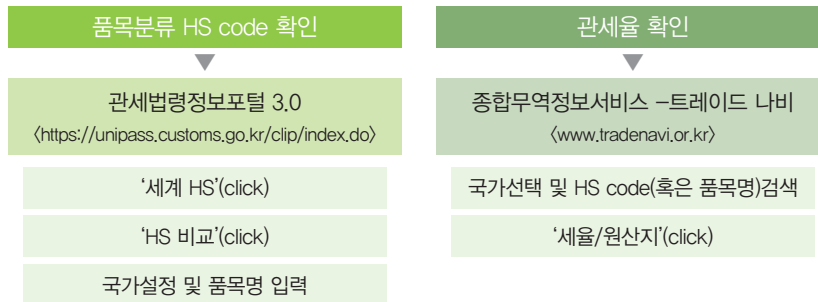 품목분류 HS code 확인
▼
관세법령정보포털 3.0
〈https://unipass.customs.go.kr/clip/index.do〉
‘세계 HS’(click)
‘HS 비교’(click)
국가설정 및 품목명 입력
관세율 확인
▼
종합무역정보서비스 -트레이드 나비
〈www.tradenavi.or.kr〉
국가선택 및 HS code(혹은 품목명)검색
‘세율/원산지’(click)